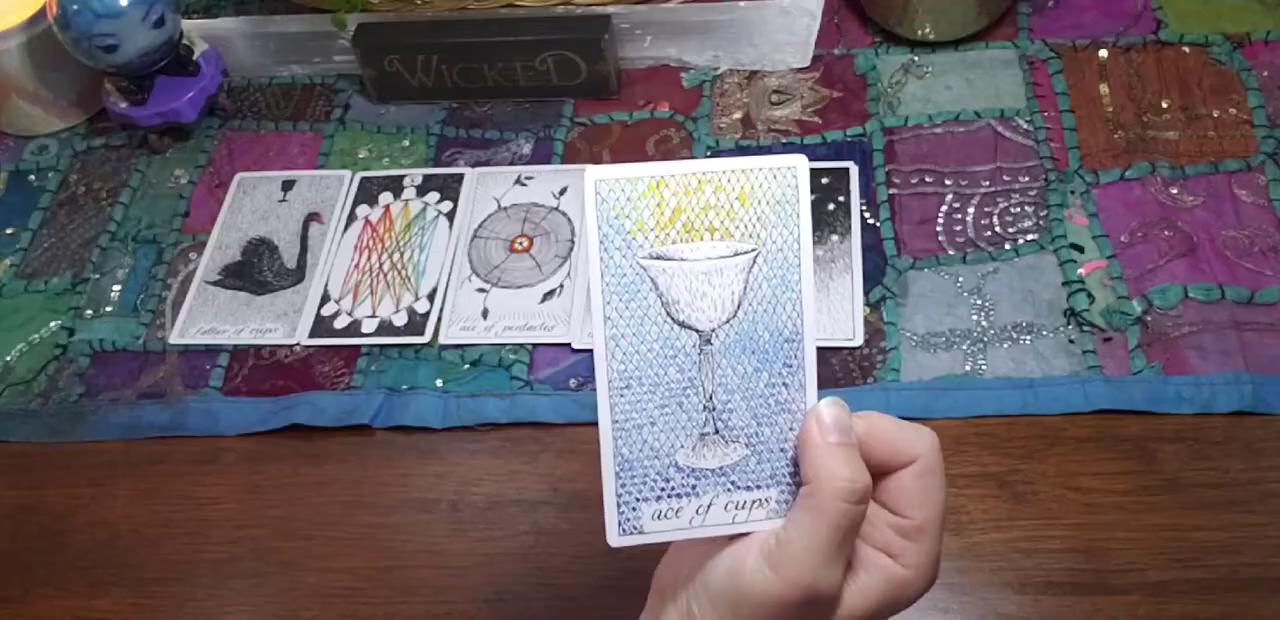 WICKED
Father of cups
ace of pentacles
ace of cups